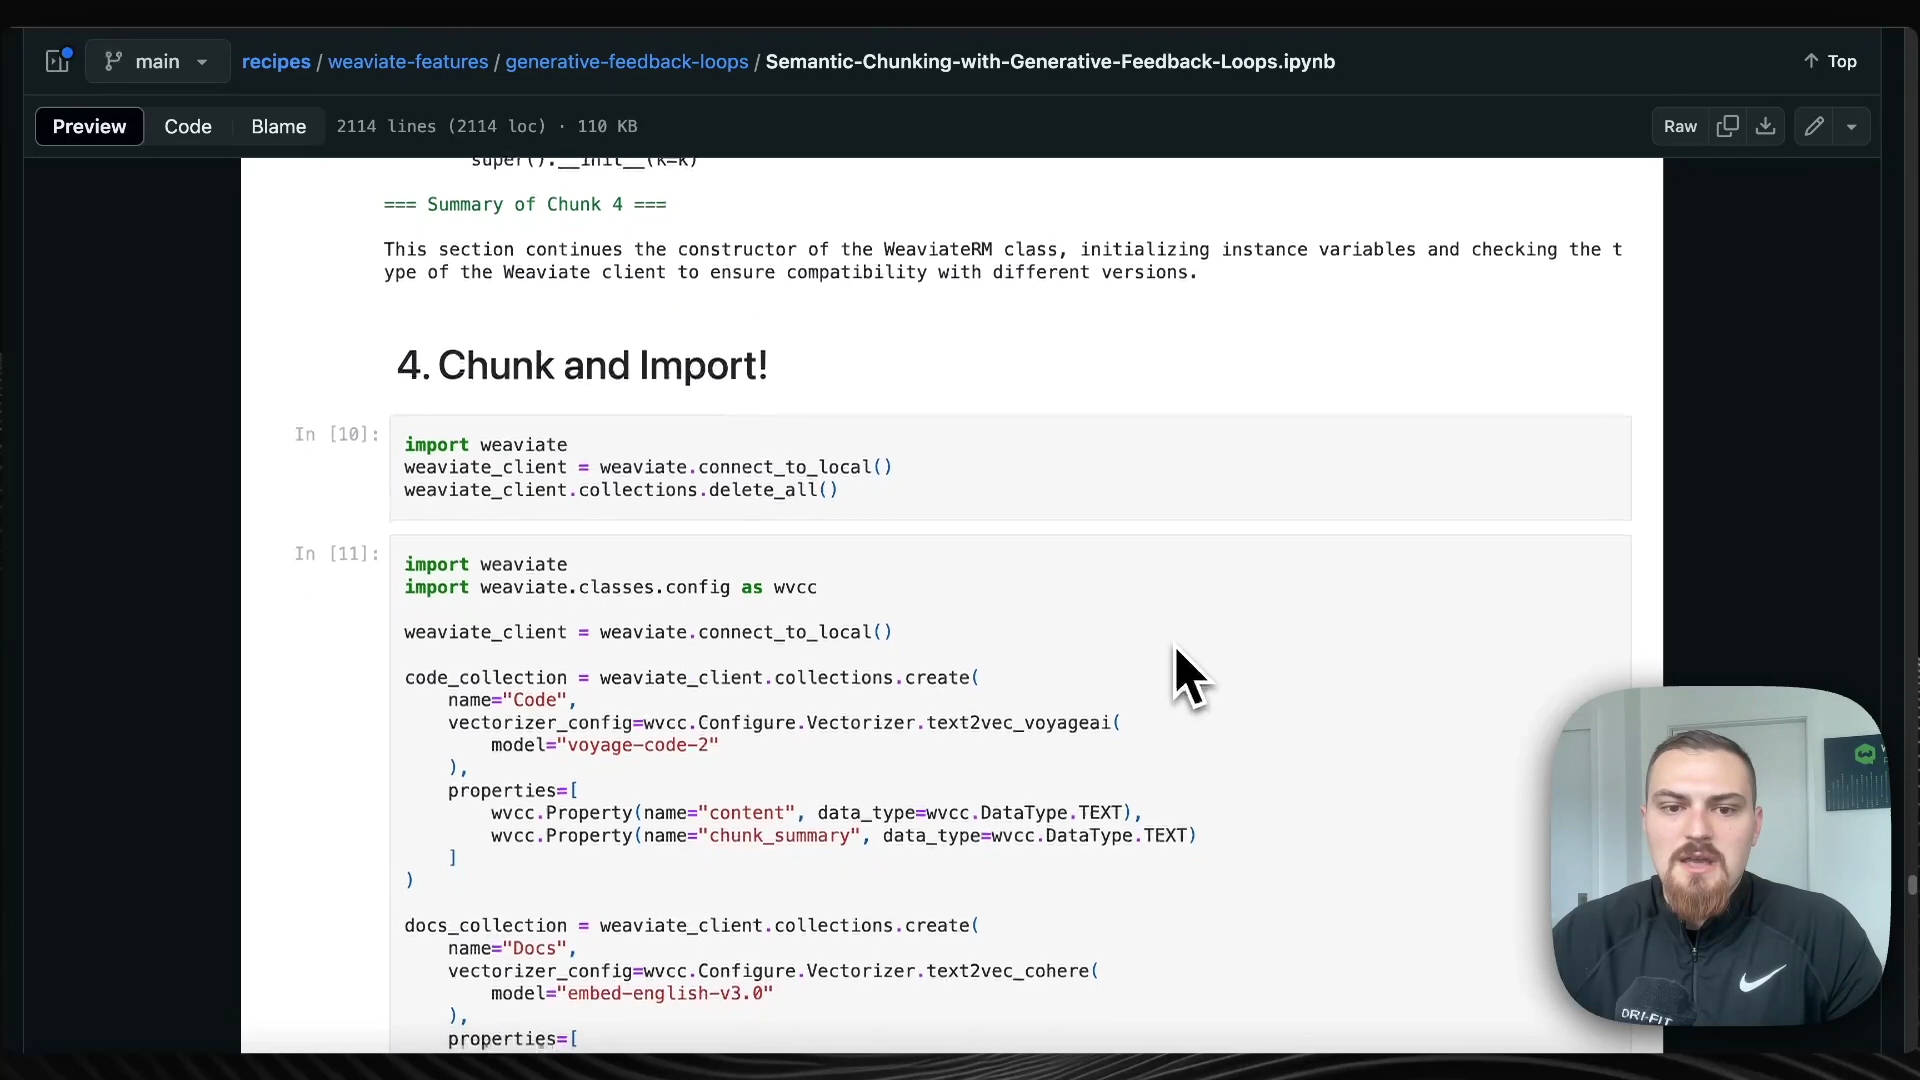 main
recipes / weaviate-features / generative-feedback-loops / Semantic-Chunking-with-Generative-Feedback-Loops.ipynb
Top
Preview
Code
Blame
2114 lines (2114 loc) · 110 KB
Raw
super().__init__(k=k)
=== Summary of Chunk 4 ===
This section continues the constructor of the WeaviateRM class, initializing instance variables and checking the t
ype of the Weaviate client to ensure compatibility with different versions.
4. Chunk and Import!
In [10]:
import weaviate
weaviate_client = weaviate.connect_to_local()
weaviate_client.collections.delete_all()
In [11]:
import weaviate
import weaviate.classes.config as wvcc
weaviate_client = weaviate.connect_to_local()
code_collection = weaviate_client.collections.create(
name="Code",
vectorizer_config=wvcc.Configure.Vectorizer.text2vec_voyageai(
model="voyage-code-2"
),
properties=[
wvcc.Property(name="content", data_type=wvcc.DataType.TEXT),
wvcc.Property(name="chunk_summary", data_type=wvcc.DataType.TEXT)
]
)
docs_collection = weaviate_client.collections.create(
name="Docs",
vectorizer_config=wvcc.Configure.Vectorizer.text2vec_cohere(
model="embed-english-v3.0"
),
properties=[
DRI-FIT